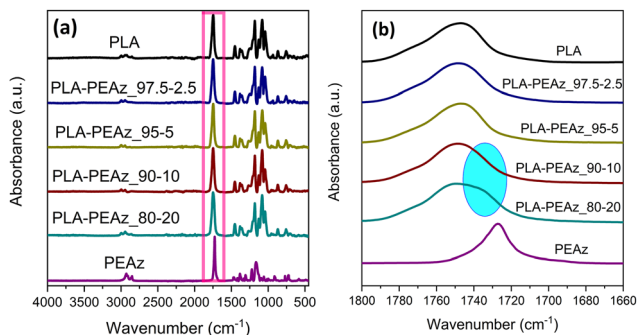 (a)
PLA
PLA-PEAz_97.5-2.5
PLA-PEAz_95-5
PLA-PEAz_90-10
PLA-PEAz_80-20
PEAz
Absorbance (a.u.)
4000 3000 2000 1500 1000 500
Wavenumber (cm⁻¹)
(b)
PLA
PLA-PEAz_97.5-2.5
PLA-PEAz_95-5
PLA-PEAz_90-10
PLA-PEAz_80-20
PEAz
Absorbance (a.u.)
1800 1780 1760 1740 1720 1700 1680 1660
Wavenumber (cm⁻¹)